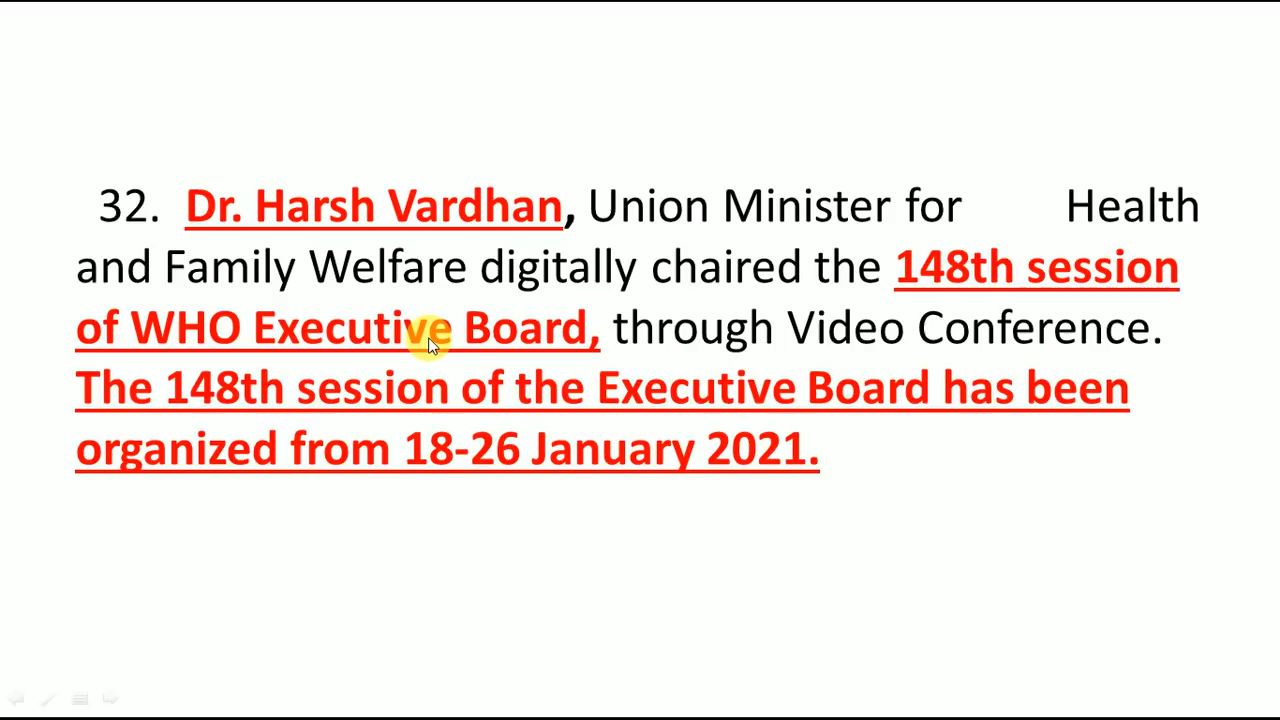 32. Dr. Harsh Vardhan, Union Minister for Health
and Family Welfare digitally chaired the 148th session
of WHO Executive Board, through Video Conference.
The 148th session of the Executive Board has been
organized from 18-26 January 2021.